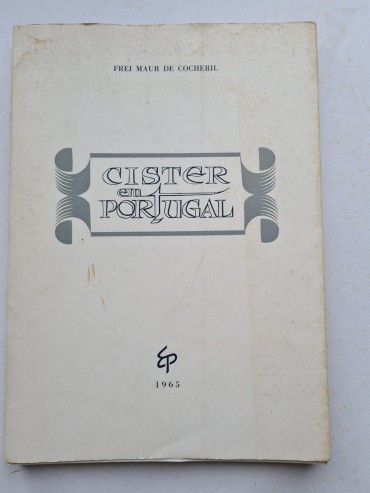 FREI MAUR DE COCHERIL
CISTER
em
PORTUGAL
EP
1965